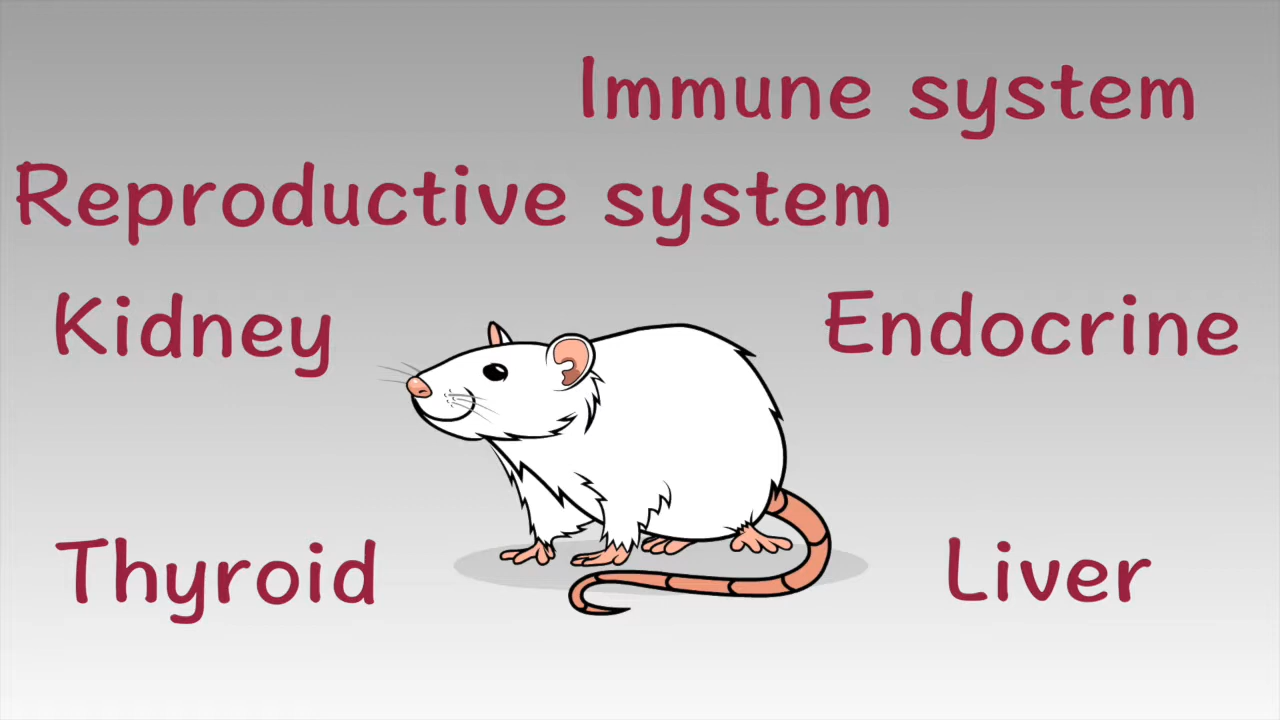 Immune system
Reproductive system
Kidney
Endocrine
Thyroid
Liver